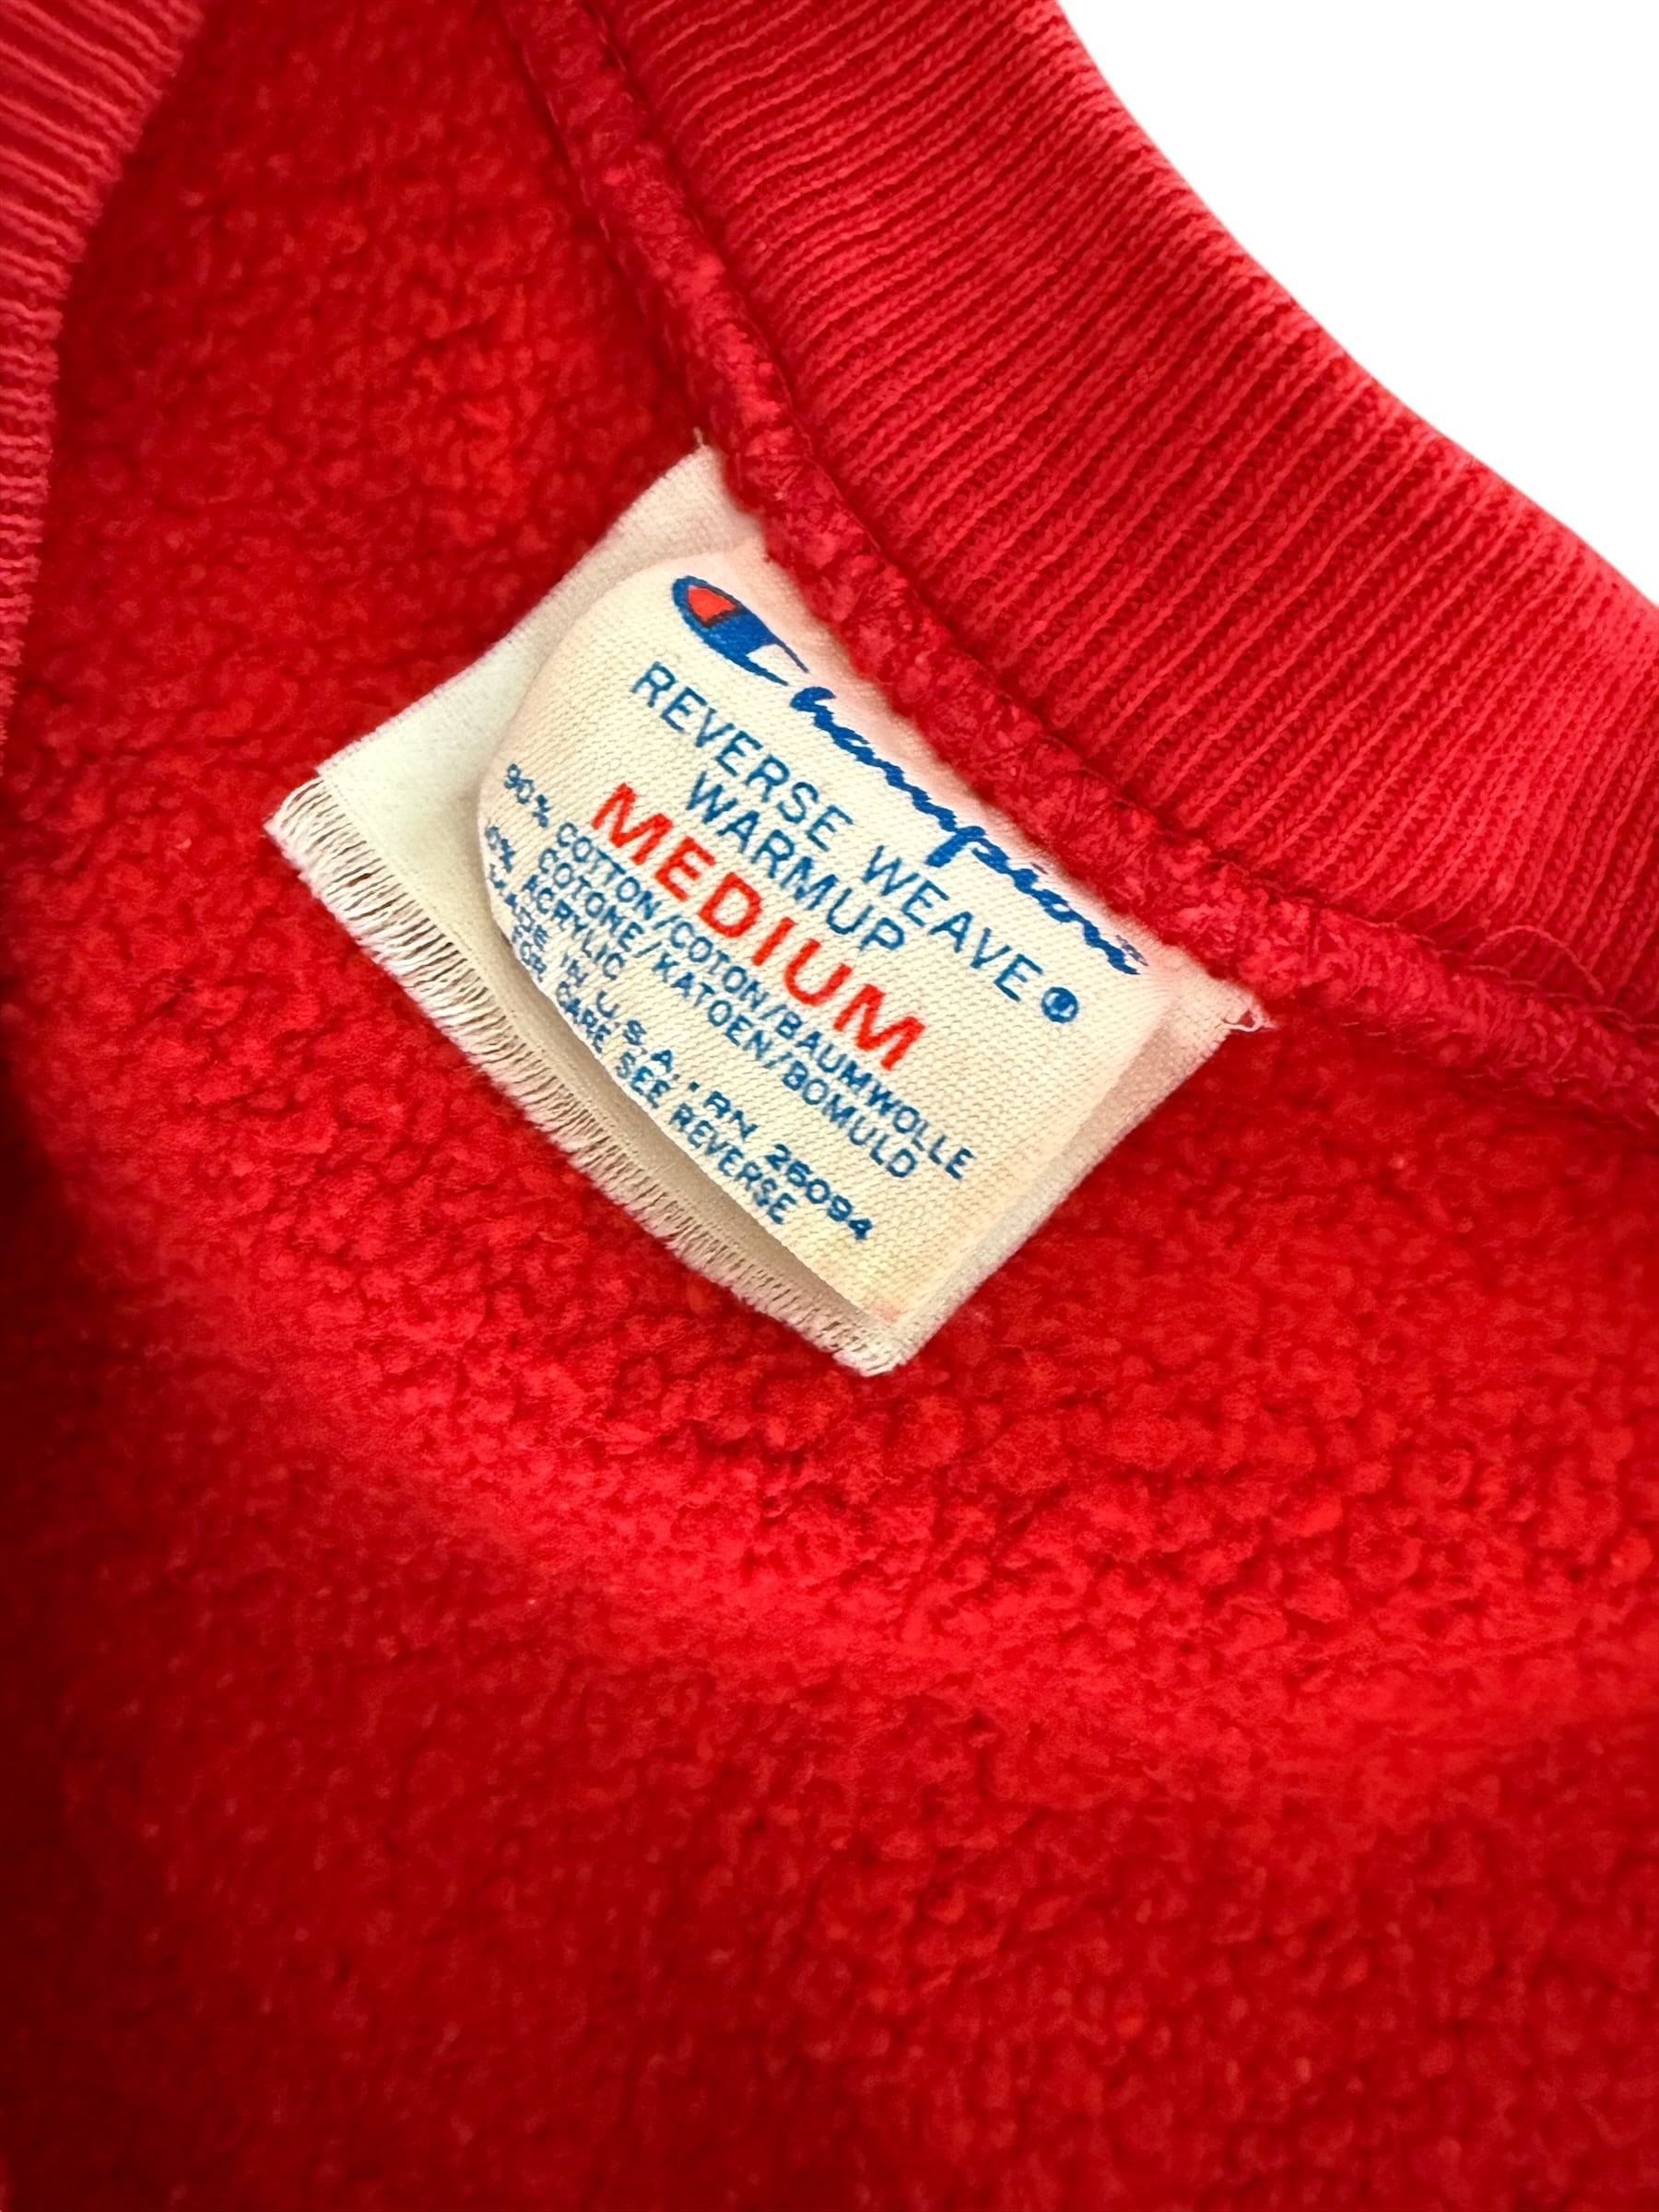 Champion
REVERSE WEAVE ®
WARMUP
MEDIUM
90% COTTON/COTON/BAUMWOLLE
COTONE/KATOEN/BOMULD
ACRYLIC
MADE IN U.S.A. · RN 26094
FOR CARE SEE REVERSE